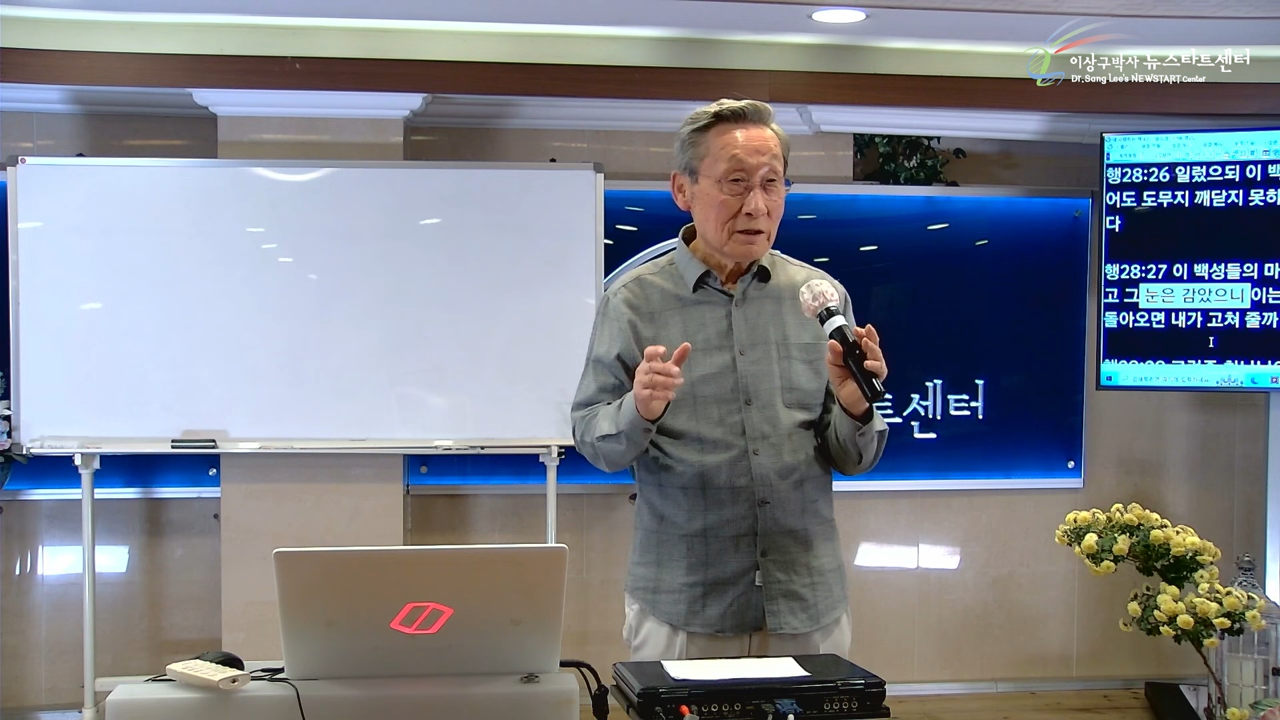 이상구박사 뉴스타트센터
Dr. Sang Lee's NEWSTART Center
행28:26 일렀으되 이 백
어도 도무지 깨닫지 못하
다
행28:27 이 백성들의 마
고 그 눈은 감았으니 이는
돌아오면 내가 고쳐 줄까
트센터